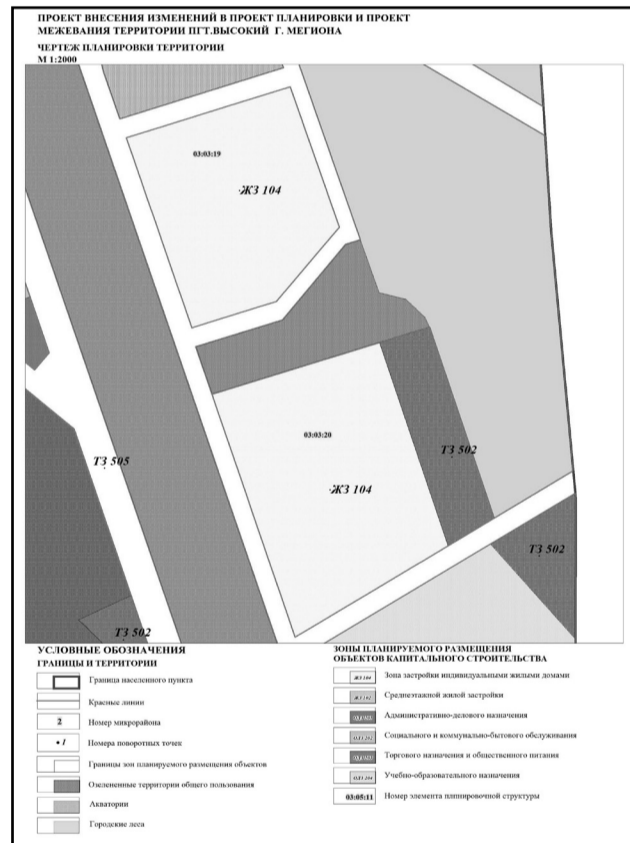 ПРОЕКТ ВНЕСЕНИЯ ИЗМЕНЕНИЙ В ПРОЕКТ ПЛАНИРОВКИ И ПРОЕКТ
МЕЖЕВАНИЯ ТЕРРИТОРИИ ПГТ.ВЫСОКИЙ Г. МЕГИОНА
ЧЕРТЕЖ ПЛАНИРОВКИ ТЕРРИТОРИИ
М 1:2000
03:03:19
ЖЗ 104
03:03:20
ТЗ 502
ТЗ 505
ЖЗ 104
ТЗ 502
ТЗ 502
УСЛОВНЫЕ ОБОЗНАЧЕНИЯ
ГРАНИЦЫ И ТЕРРИТОРИИ
Граница населенного пункта
Красные линии
2 Номер микрорайона
1 Номера поворотных точек
Границы зон планируемого размещения объектов
Озелененные территории общего пользования
Акватории
Городские леса
ЗОНЫ ПЛАНИРУЕМОГО РАЗМЕЩЕНИЯ
ОБЪЕКТОВ КАПИТАЛЬНОГО СТРОИТЕЛЬСТВА
ЖЗ 104 Зона застройки индивидуальными жилыми домами
Среднеэтажной жилой застройки
Административно-делового назначения
Социального и коммунально-бытового обслуживания
Торгового назначения и общественного питания
Учебно-образовательного назначения
03:05:11 Номер элемента планировочной структуры